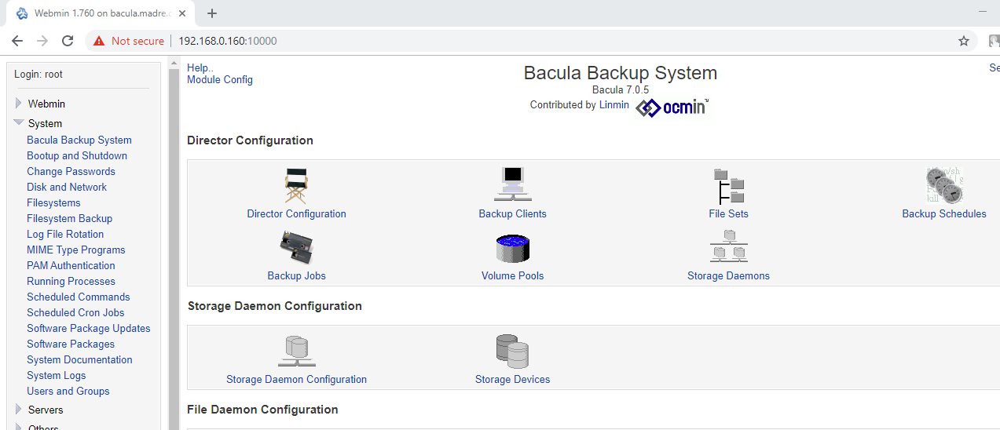 Webmin 1.760 on bacula.madre.
Not secure
192.168.0.160:10000
Login: root
Webmin
System
Bacula Backup System
Bootup and Shutdown
Change Passwords
Disk and Network
Filesystems
Filesystem Backup
Log File Rotation
MIME Type Programs
PAM Authentication
Running Processes
Scheduled Commands
Scheduled Cron Jobs
Software Package Updates
Software Packages
System Documentation
System Logs
Users and Groups
Servers
Others
Help..
Module Config
Bacula Backup System
Bacula 7.0.5
Contributed by Linmin ocmin
Se
Director Configuration
Director Configuration
Backup Clients
File Sets
Backup Schedules
Backup Jobs
Volume Pools
Storage Daemons
Storage Daemon Configuration
Storage Daemon Configuration
Storage Devices
File Daemon Configuration